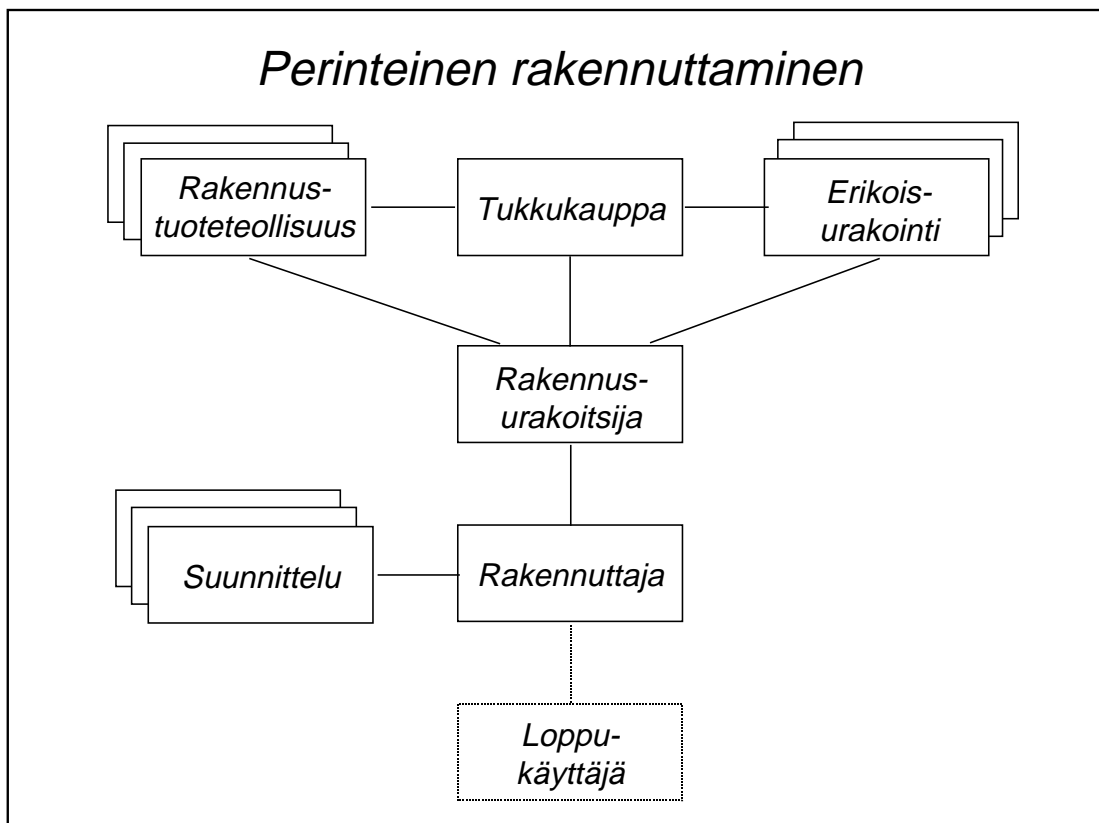 Perinteinen rakennuttaminen
Rakennus-
tuoteteollisuus
Tukkukauppa
Erikois-
urakointi
Rakennus-
urakoitsija
Suunnittelu
Rakennuttaja
Loppu-
käyttäjä